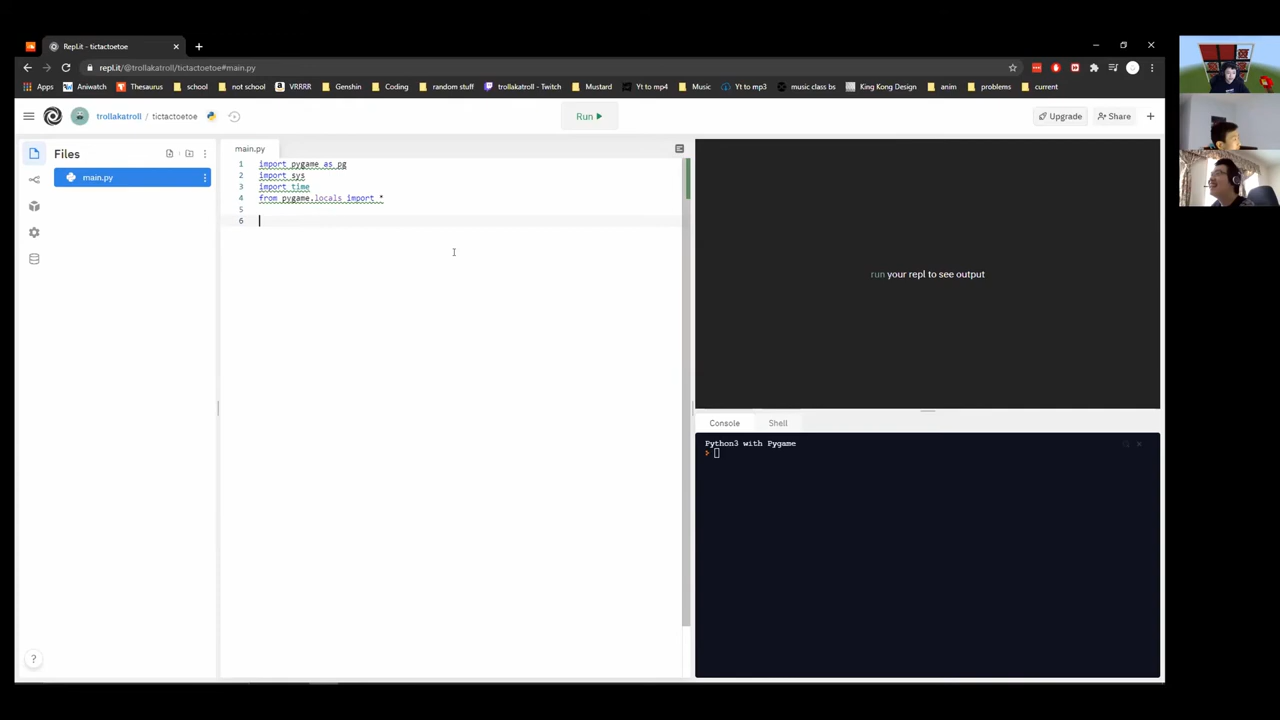 Repl.it - tictactoetoe
repl.it/@trollakatroll/tictactoetoe#main.py
Apps Aniwatch Thesaurus school not school VRRRR Genshin Coding random stuff trollakatroll - Twitch Mustard Yt to mp4 Music Yt to mp3 music class bs King Kong Design anim problems current
trollakatroll / tictactoetoe Run Upgrade Share
Files
main.py
main.py
1 import pygame as pg
2 import sys
3 import time
4 from pygame.locals import *
5
6
run your repl to see output
Console Shell
Python3 with Pygame
?